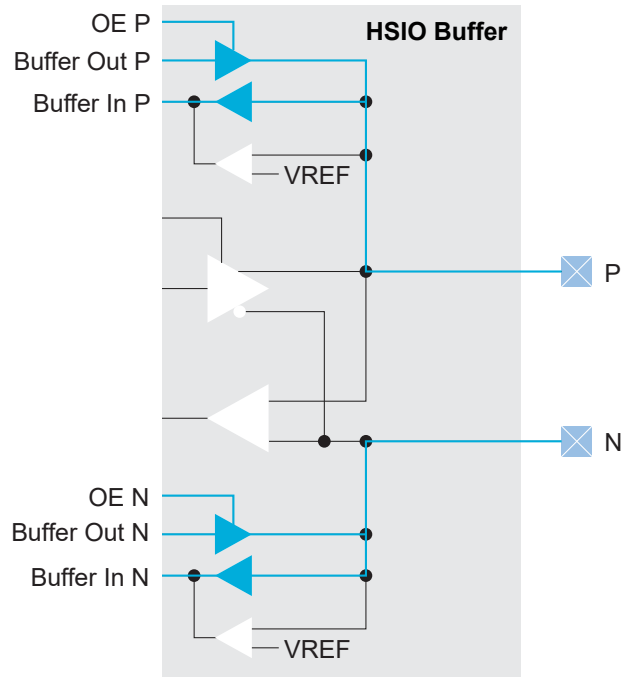 OE P
HSIO Buffer
Buffer Out P
Buffer In P
VREF
P
N
OE N
Buffer Out N
Buffer In N
VREF